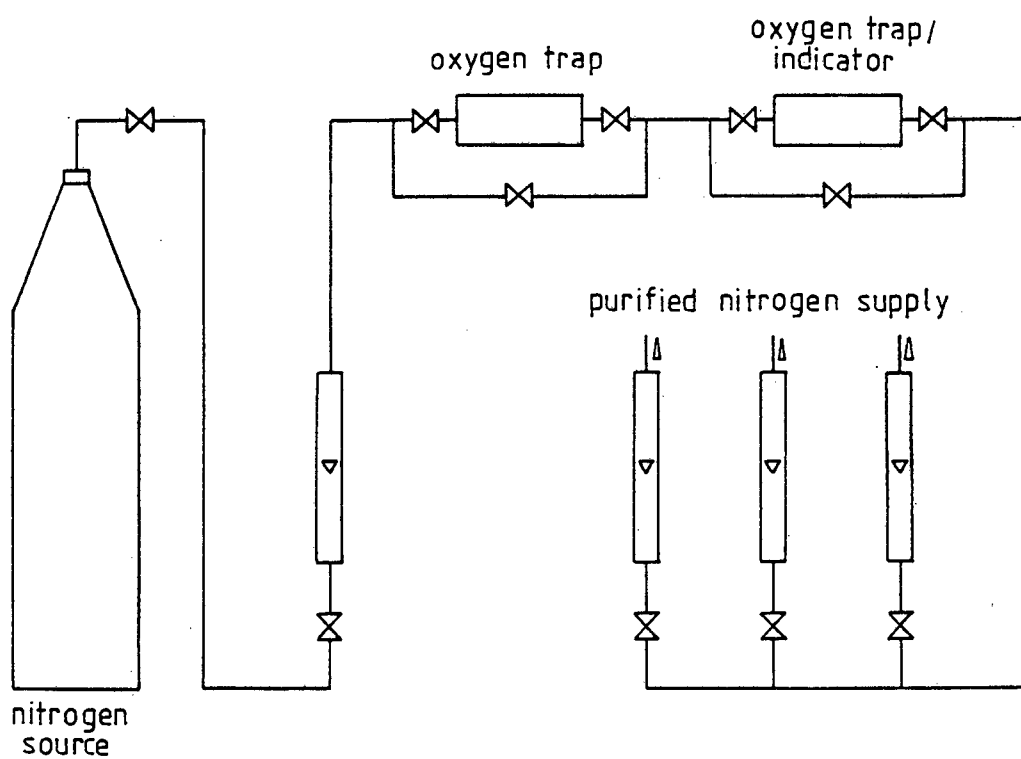 oxygen trap
oxygen trap/
indicator
purified nitrogen supply
nitrogen
source